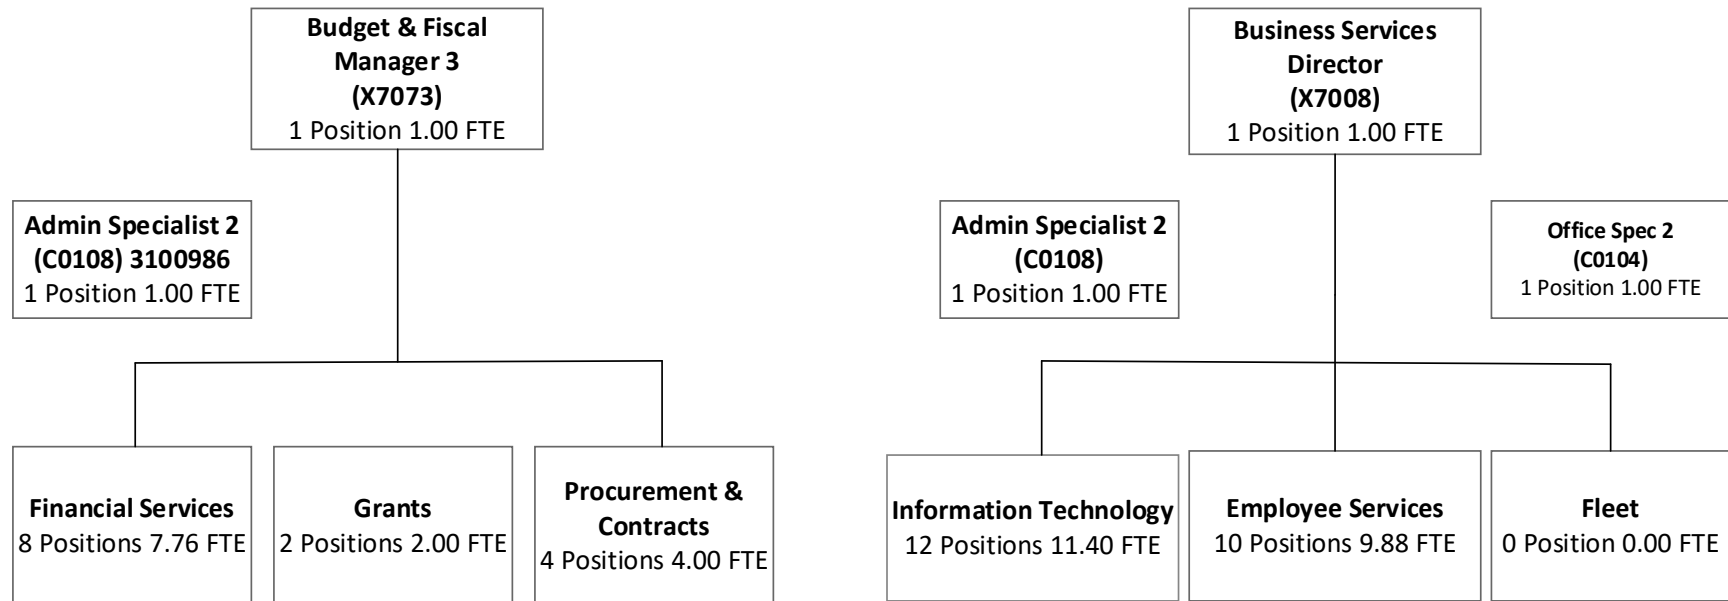 Budget & Fiscal
Manager 3
(X7073)
1 Position 1.00 FTE
Business Services
Director
(X7008)
1 Position 1.00 FTE
Admin Specialist 2
(C0108) 3100986
1 Position 1.00 FTE
Admin Specialist 2
(C0108)
1 Position 1.00 FTE
Office Spec 2
(C0104)
1 Position 1.00 FTE
Financial Services
8 Positions 7.76 FTE
Grants
2 Positions 2.00 FTE
Procurement &
Contracts
4 Positions 4.00 FTE
Information Technology
12 Positions 11.40 FTE
Employee Services
10 Positions 9.88 FTE
Fleet
0 Position 0.00 FTE